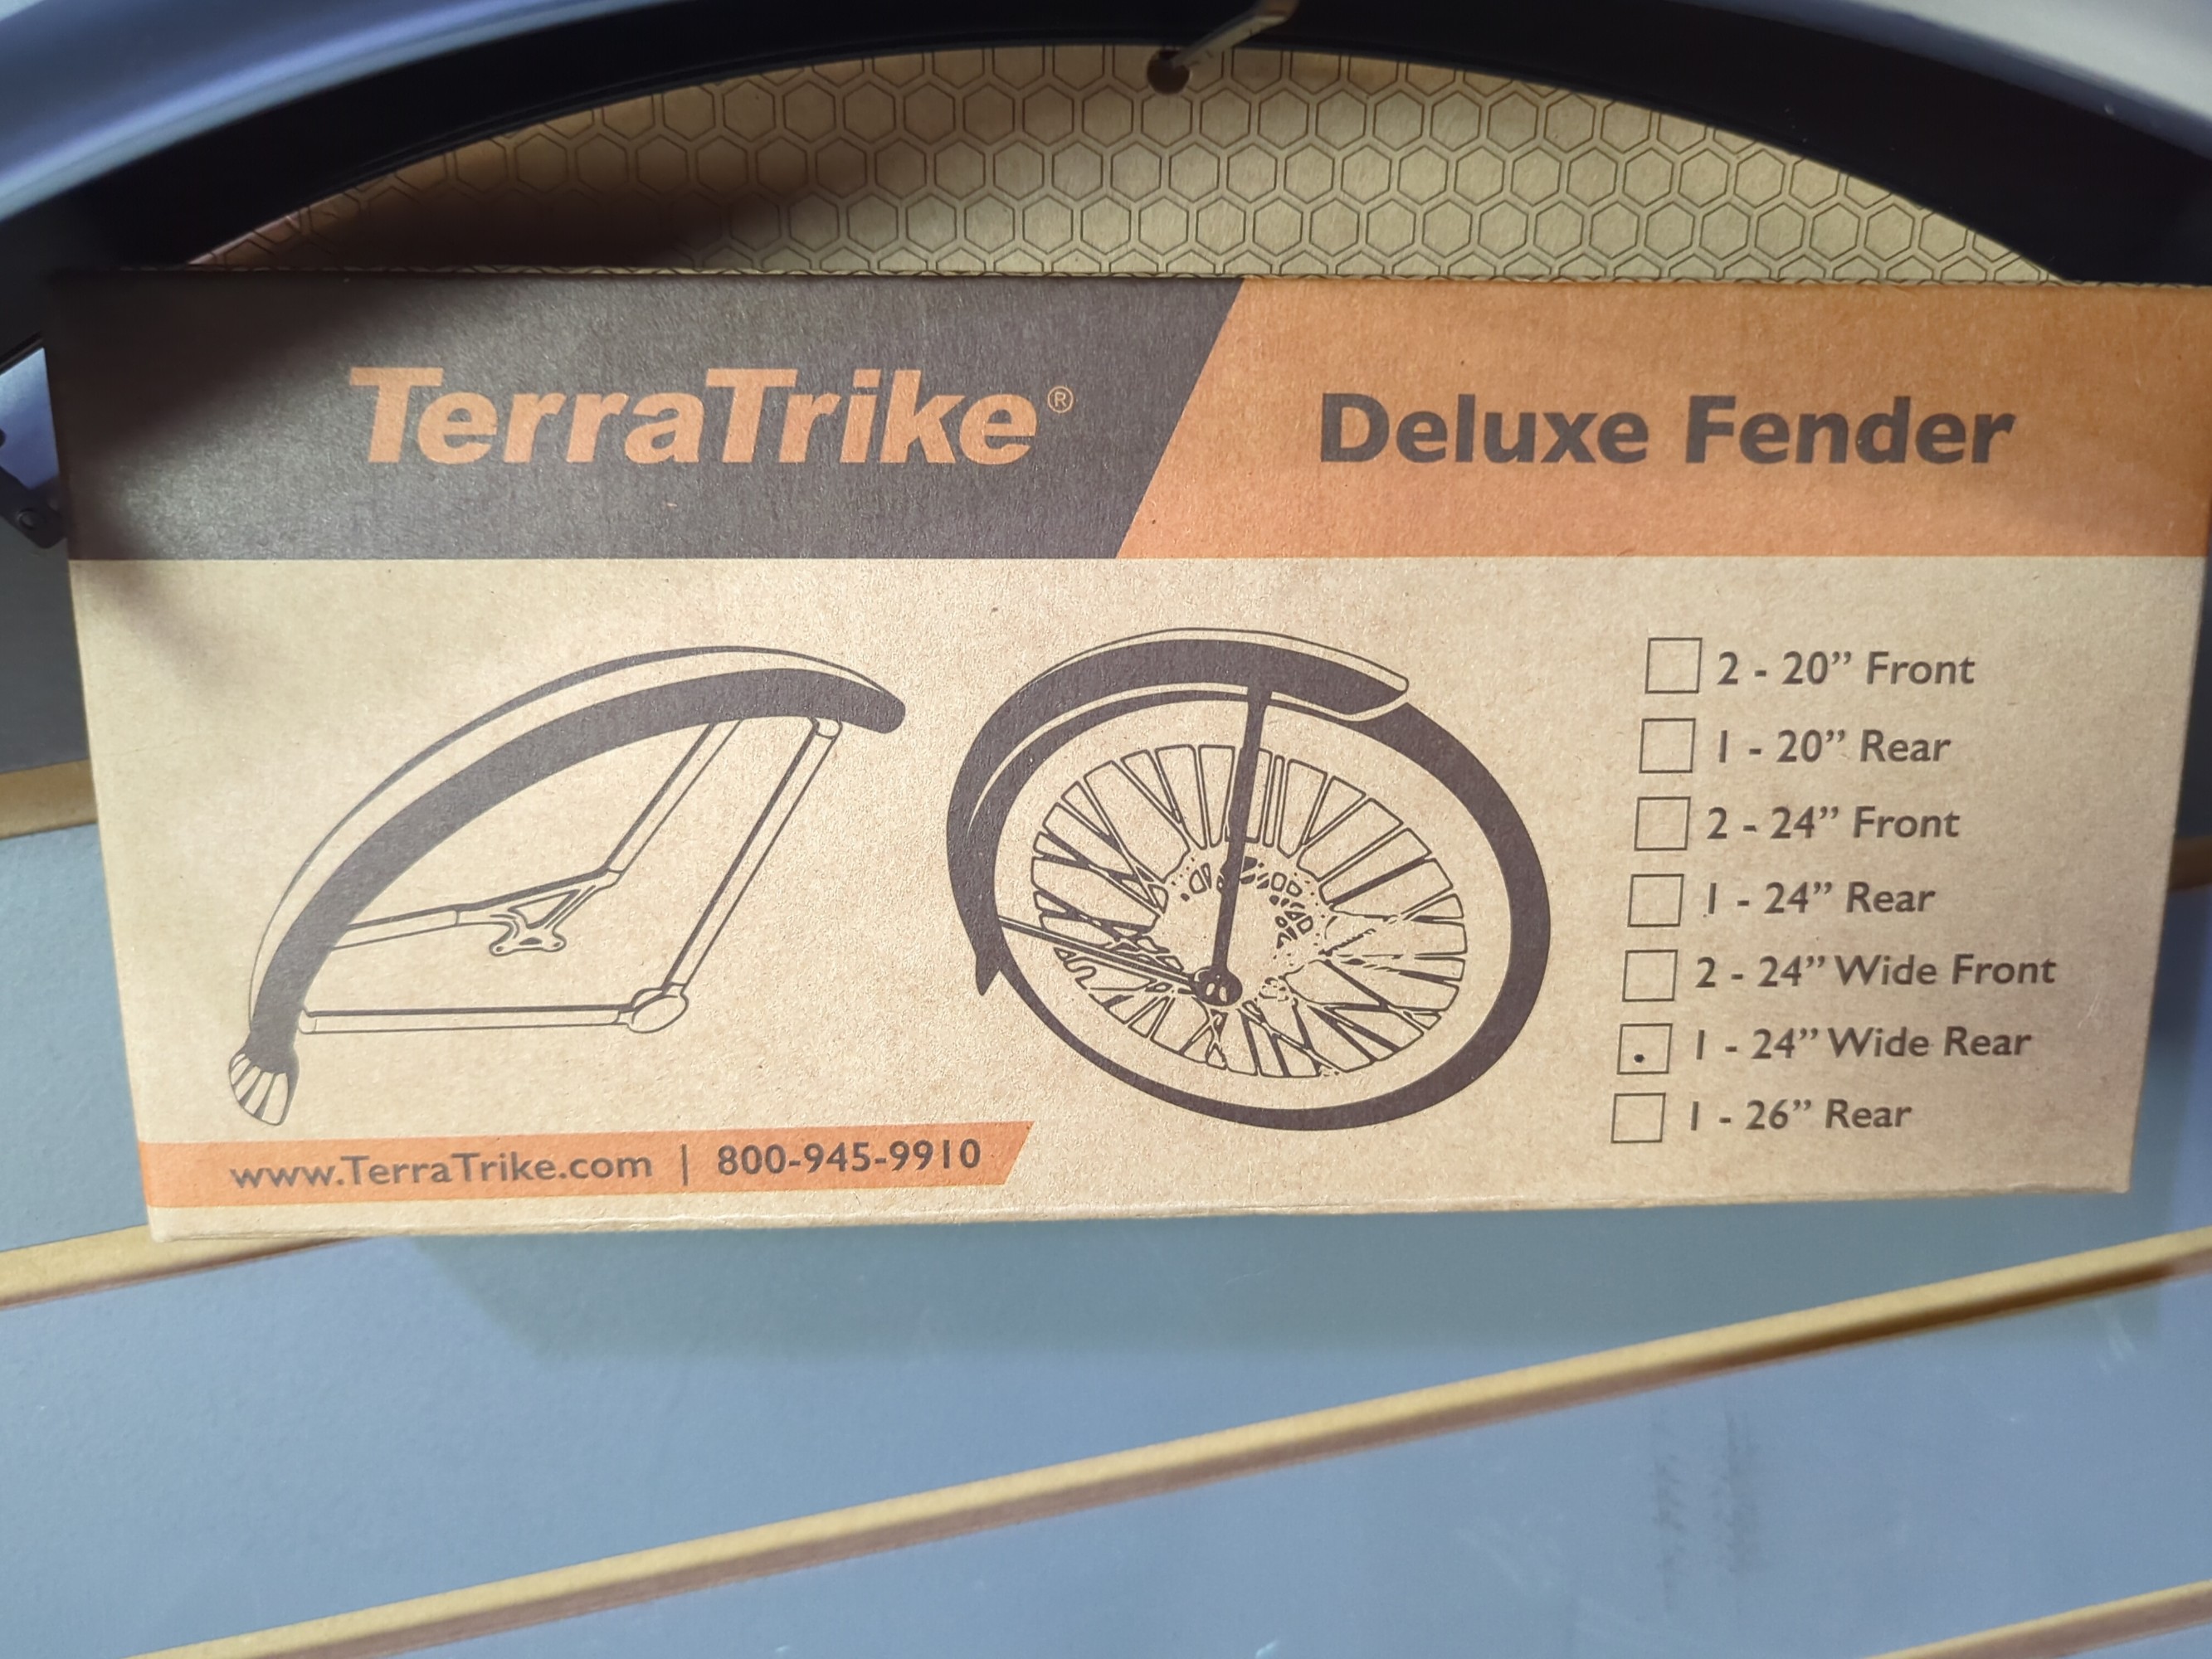 TerraTrike®
Deluxe Fender
2 - 20” Front
1 - 20” Rear
2 - 24” Front
1 - 24” Rear
2 - 24” Wide Front
1 - 24” Wide Rear
1 - 26” Rear
www.TerraTrike.com | 800-945-9910